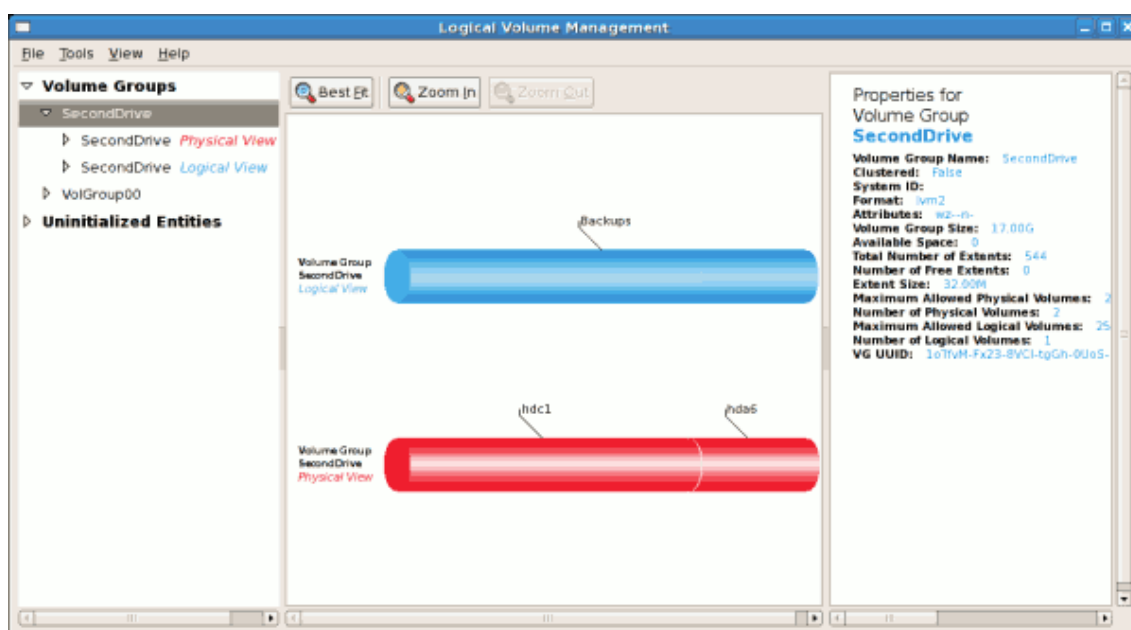 Logical Volume Management
File Tools View Help
Volume Groups
SecondDrive
SecondDrive Physical View
SecondDrive Logical View
VolGroup00
Uninitialized Entities
Best Fit Zoom In Zoom Out
Backups
Volume Group
SecondDrive
Logical View
hdc1 hda6
Volume Group
SecondDrive
Physical View
Properties for
Volume Group
SecondDrive
Volume Group Name: SecondDrive
Clustered: False
System ID:
Format: lvm2
Attributes: wz--n-
Volume Group Size: 17.00G
Available Space: 0
Total Number of Extents: 544
Number of Free Extents: 0
Extent Size: 32.00M
Maximum Allowed Physical Volumes: 2
Number of Physical Volumes: 2
Maximum Allowed Logical Volumes: 25
Number of Logical Volumes: 1
VG UUID: